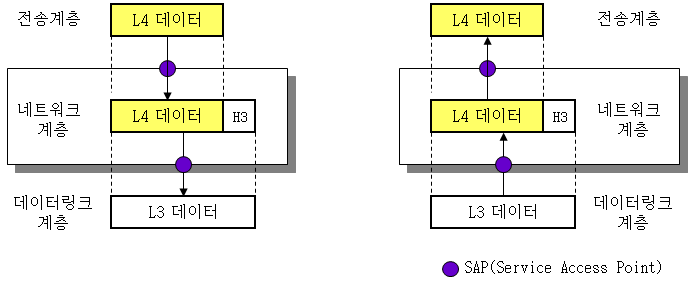 전송계층 L4 데이터 L4 데이터 전송계층
네트워크 계층 L4 데이터 H3 L4 데이터 H3 네트워크 계층
데이터링크 계층 L3 데이터 L3 데이터 데이터링크 계층
SAP(Service Access Point)